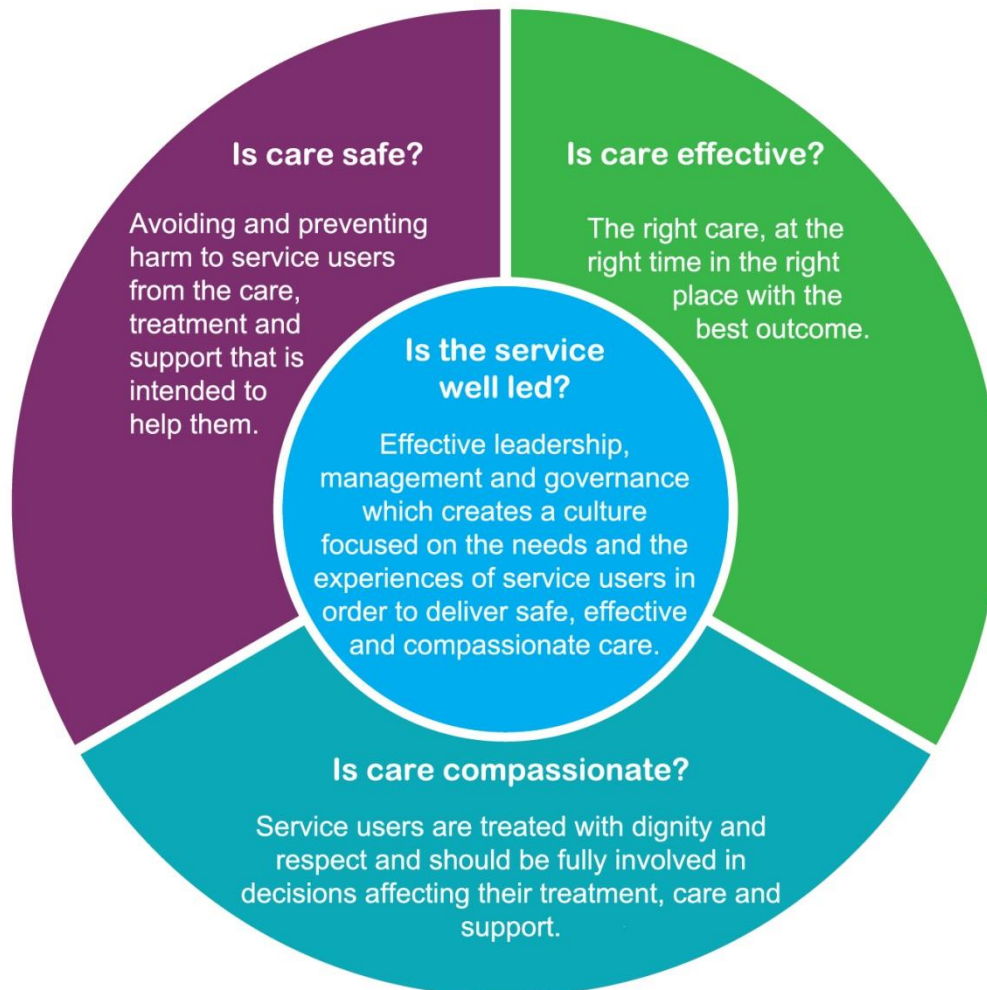 Is care safe?
Avoiding and preventing
harm to service users
from the care,
treatment and
support that is
intended to
help them.
Is care effective?
The right care, at the
right time in the right
place with the
best outcome.
Is the service
well led?
Effective leadership,
management and governance
which creates a culture
focused on the needs and the
experiences of service users in
order to deliver safe, effective
and compassionate care.
Is care compassionate?
Service users are treated with dignity and
respect and should be fully involved in
decisions affecting their treatment, care and
support.